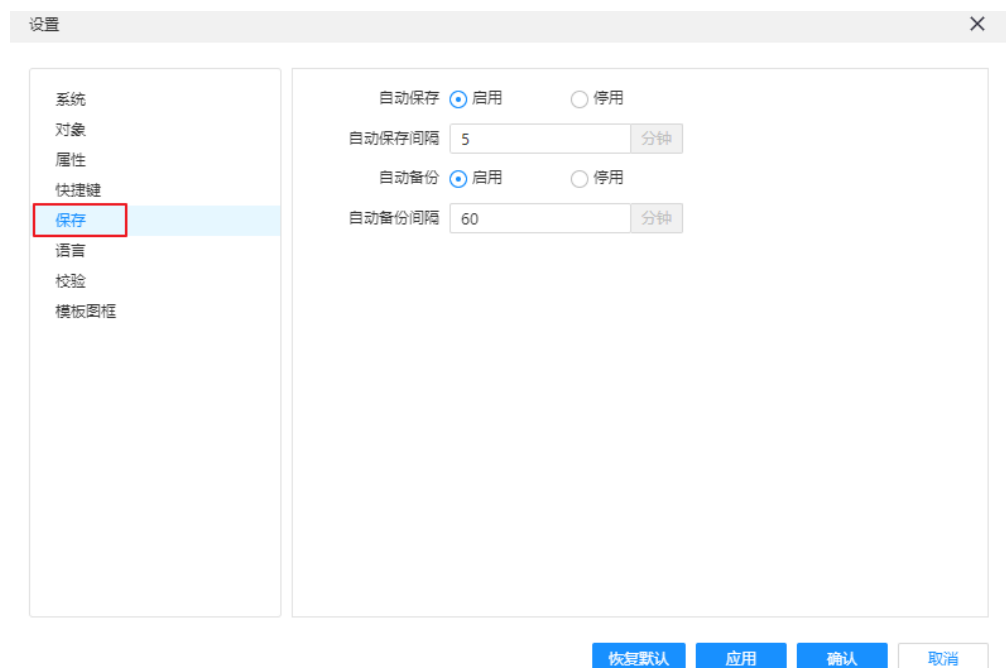 设置
系统
对象
属性
快捷键
保存
语言
校验
模板图框
自动保存 启用 停用
自动保存间隔 5 分钟
自动备份 启用 停用
自动备份间隔 60 分钟
恢复默认 应用 确认 取消